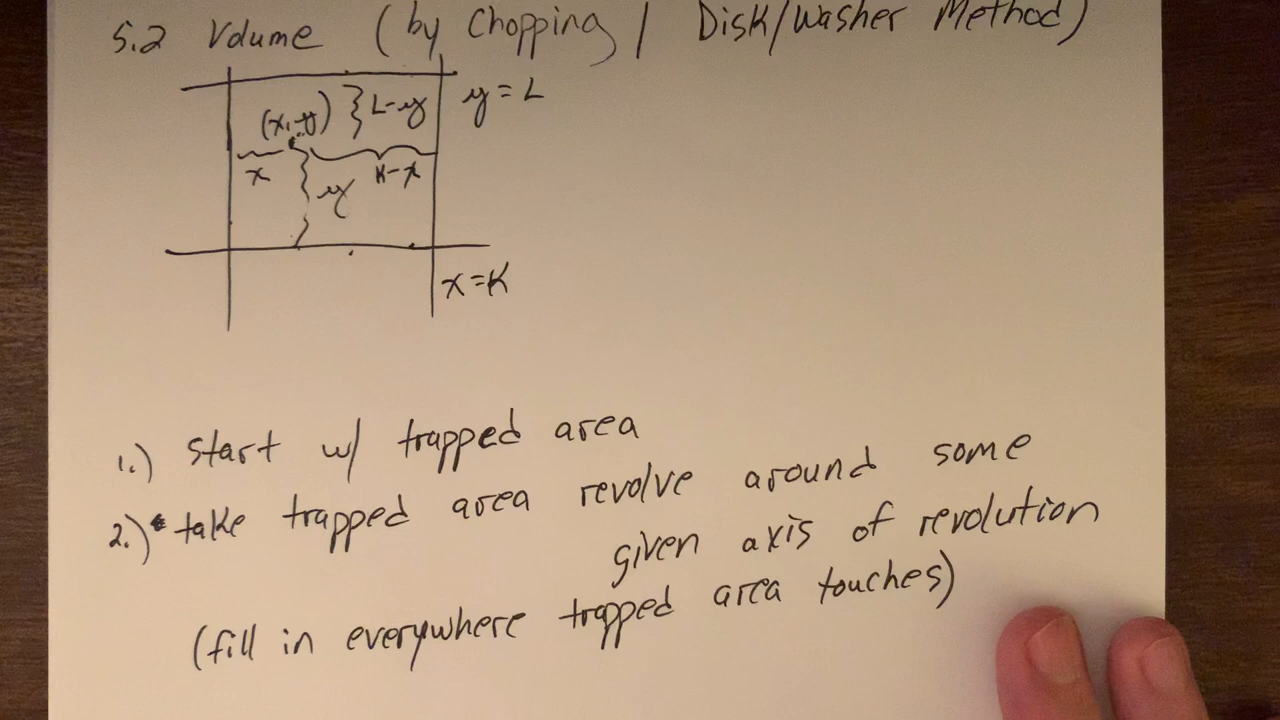 5.2 Volume (by Chopping / Disk/Washer Method)
y = L
(x, y) } L-y
x K-x
y
x = K
1.) start w/ trapped area
2.) take trapped area revolve around some
given axis of revolution
(fill in everywhere trapped area touches)